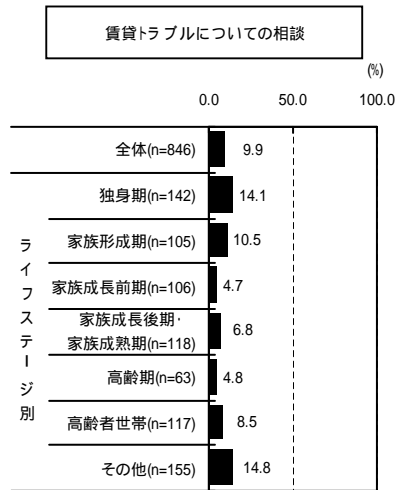 賃貸トラブルについての相談
(%)
0.0 50.0 100.0
全体(n=846) 9.9
ライフステージ別
独身期(n=142) 14.1
家族形成期(n=105) 10.5
家族成長前期(n=106) 4.7
家族成長後期・
家族成熟期(n=118) 6.8
高齢期(n=63) 4.8
高齢者世帯(n=117) 8.5
その他(n=155) 14.8